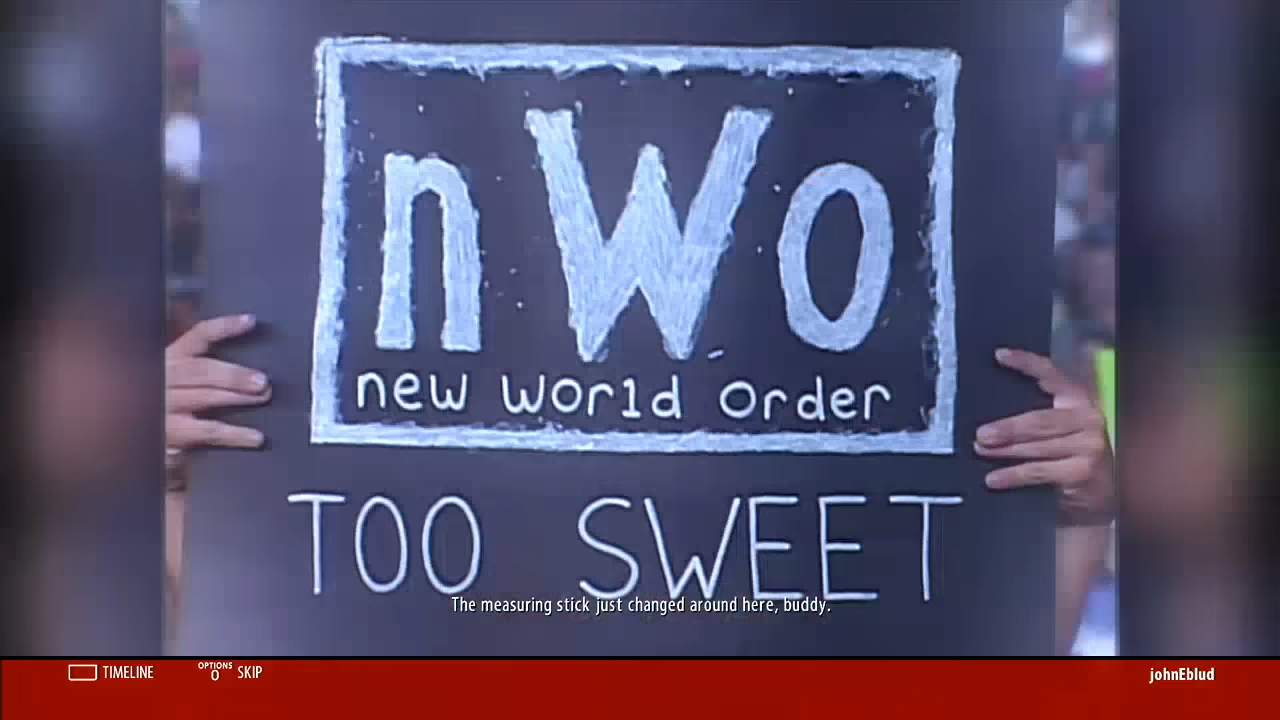 nWo
new World Order
TOO SWEET
The measuring stick just changed around here, buddy.
TIMELINE
OPTIONS
SKIP
johnEblud